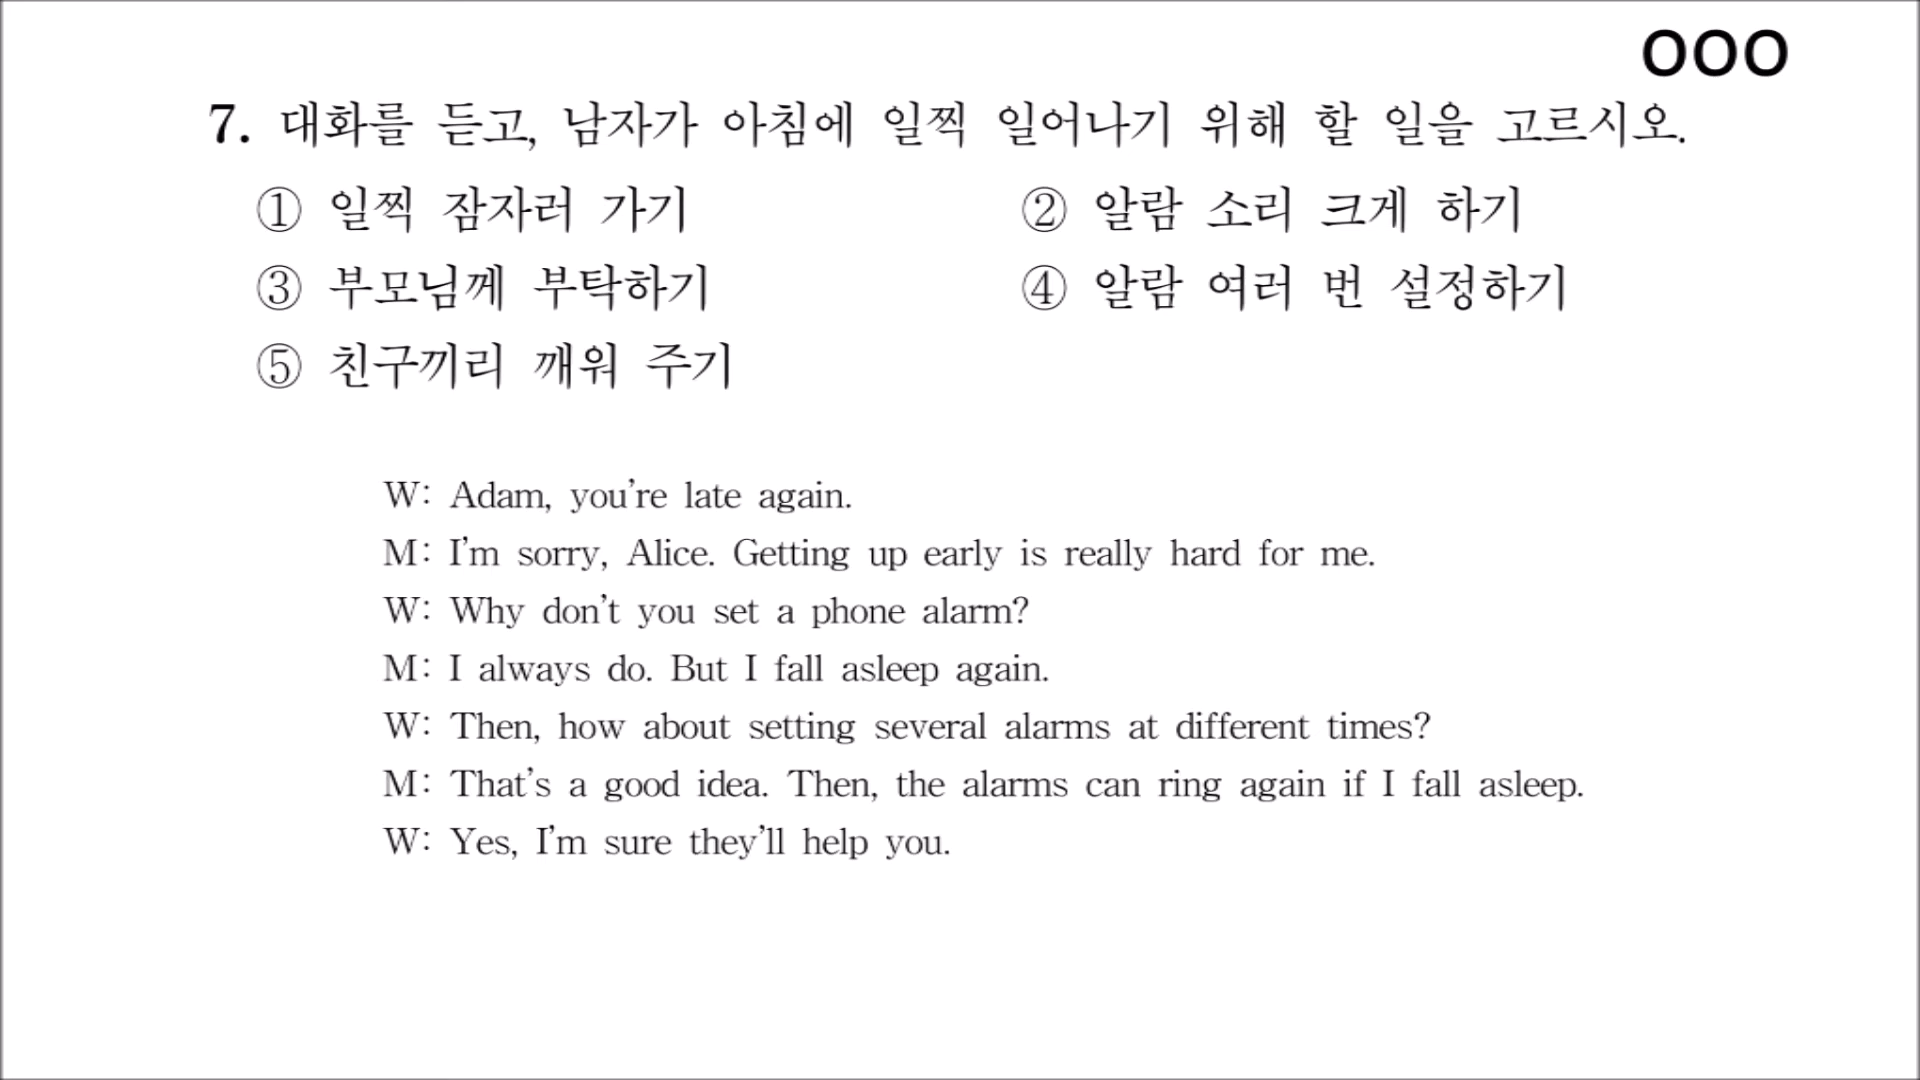 OOO
7. 대화를 듣고, 남자가 아침에 일찍 일어나기 위해 할 일을 고르시오.
① 일찍 잠자러 가기 ② 알람 소리 크게 하기
③ 부모님께 부탁하기 ④ 알람 여러 번 설정하기
⑤ 친구끼리 깨워 주기
W: Adam, you're late again.
M: I'm sorry, Alice. Getting up early is really hard for me.
W: Why don't you set a phone alarm?
M: I always do. But I fall asleep again.
W: Then, how about setting several alarms at different times?
M: That's a good idea. Then, the alarms can ring again if I fall asleep.
W: Yes, I'm sure they'll help you.